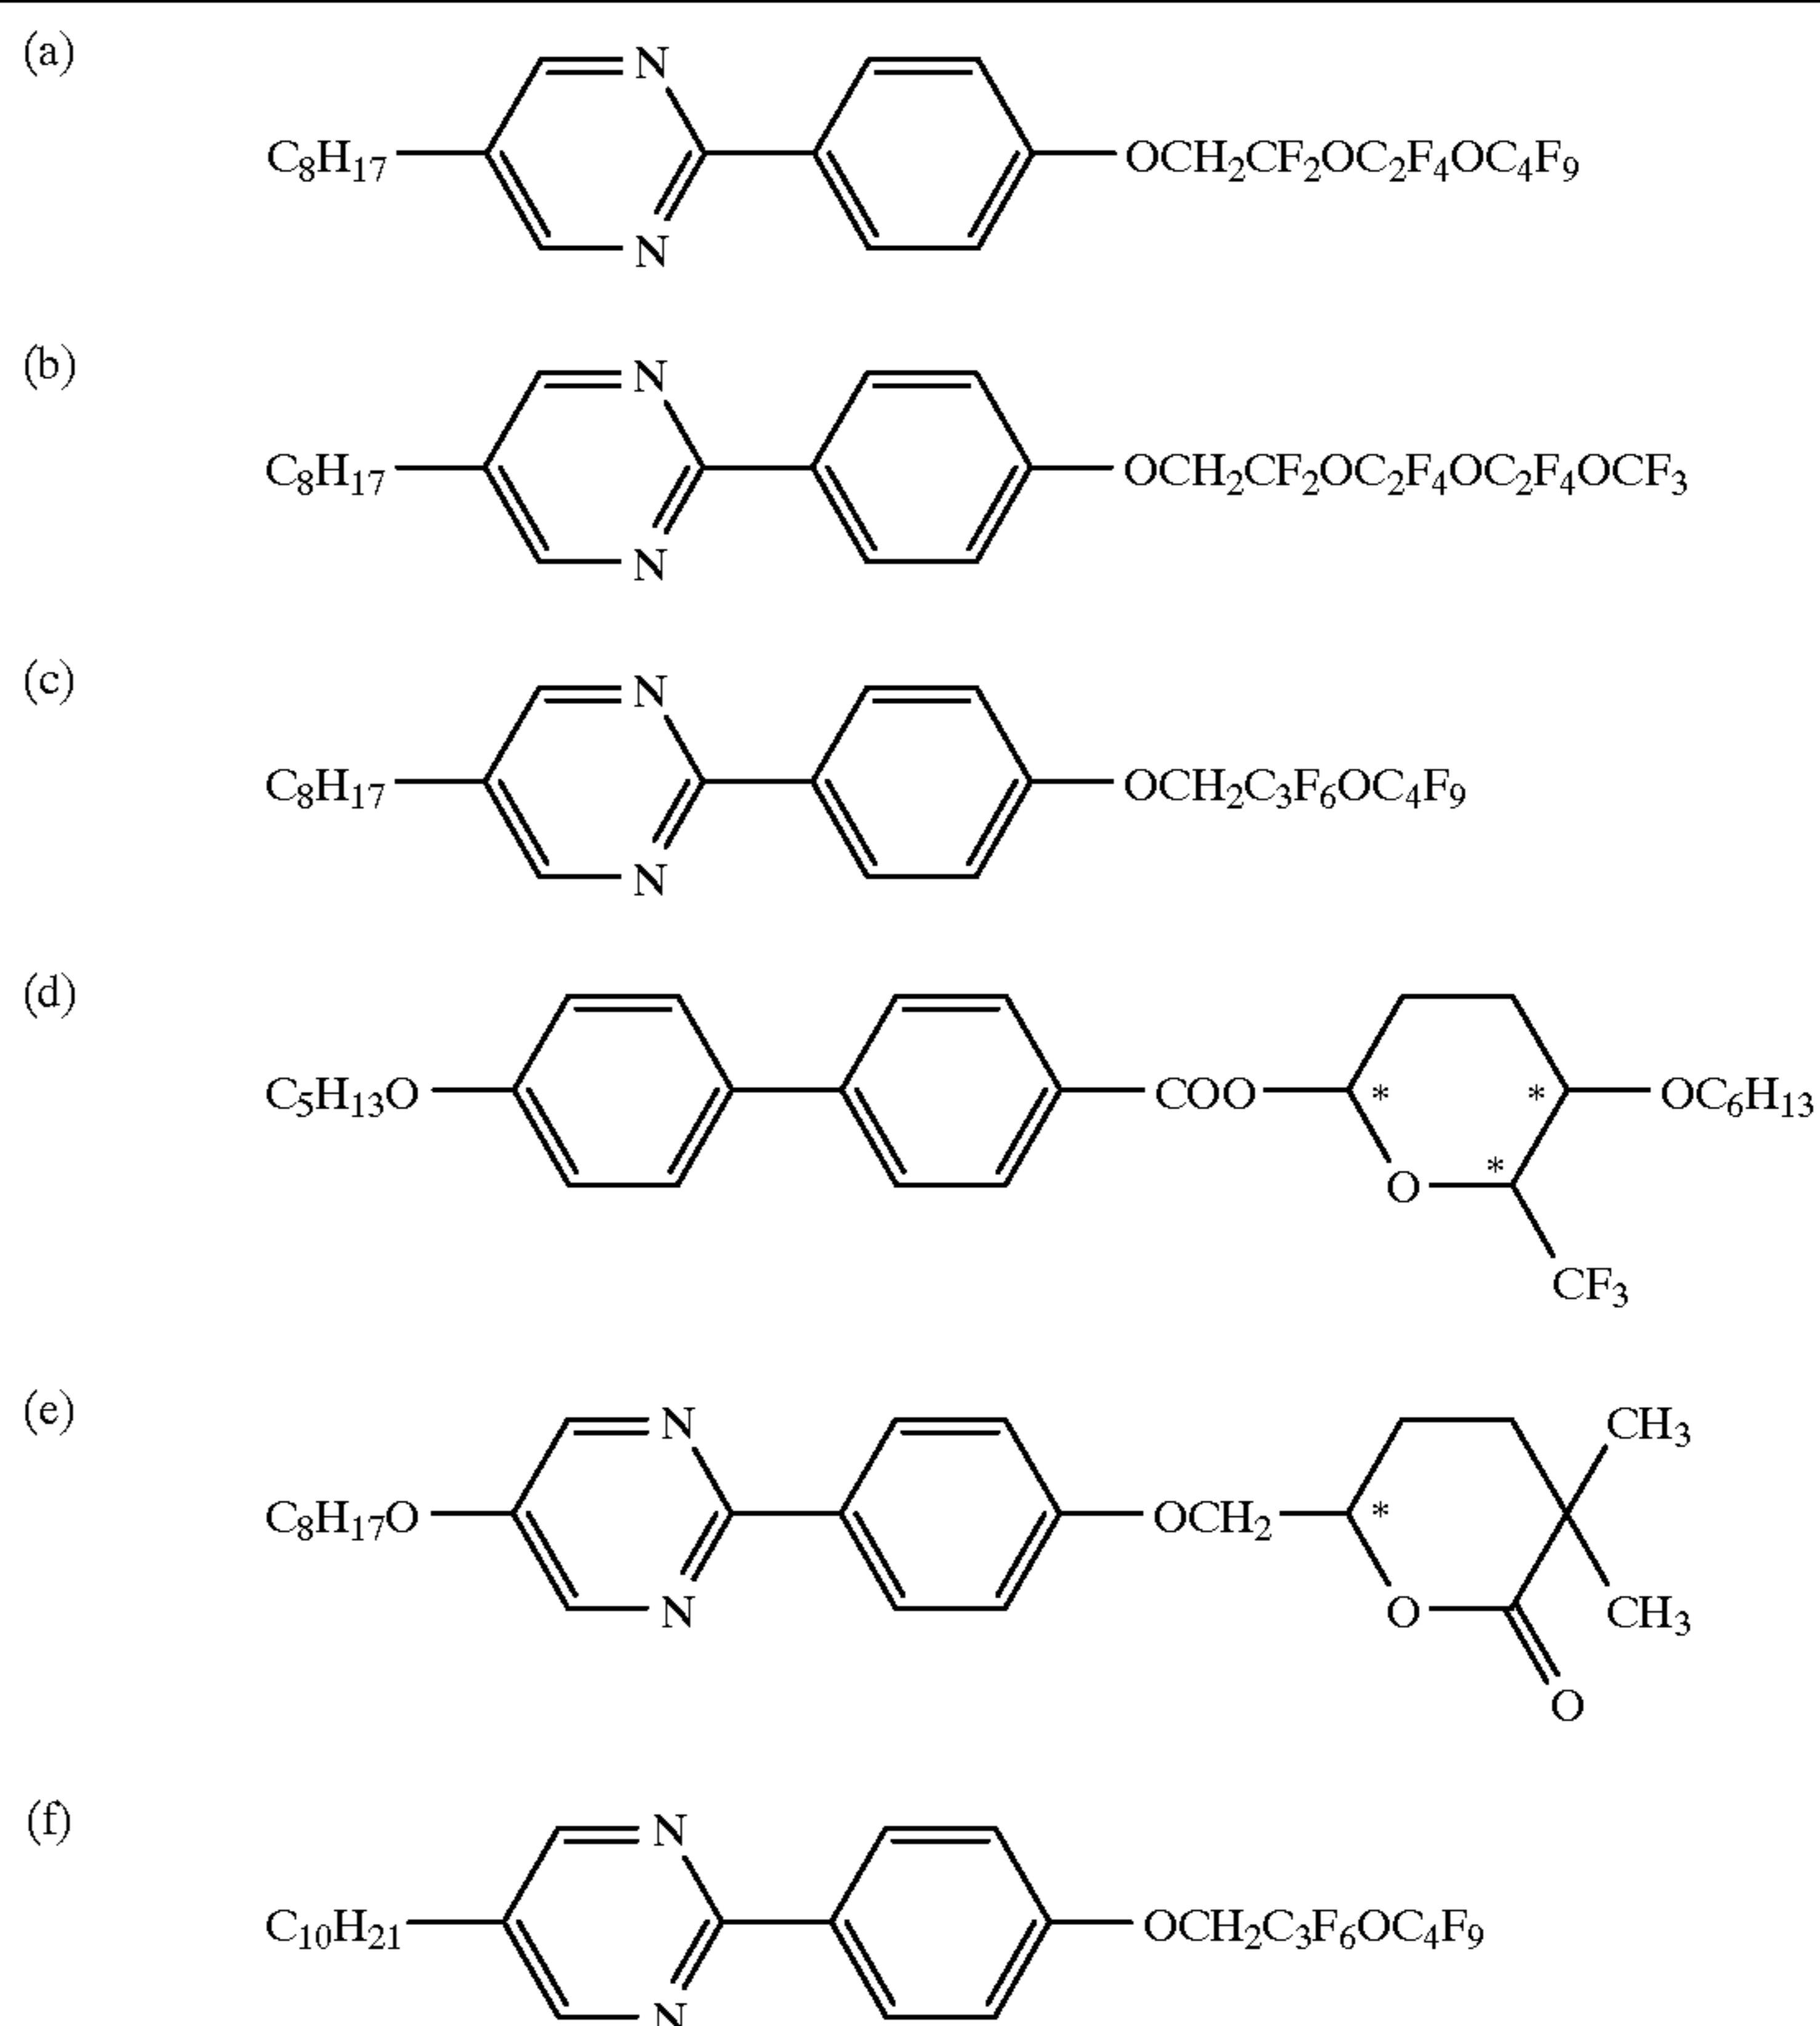 (a)
N
C8H17 OCH2CF2OC2F4OC4F9
N
(b)
N
C8H17 OCH2CF2OC2F4OC2F4OCF3
N
(c)
N
C8H17 OCH2C3F6OC4F9
N
(d)
C5H13O COO * * OC6H13
O *
CF3
(e)
N CH3
C8H17O OCH2 *
N O CH3
O
(f)
N
C10H21 OCH2C3F6OC4F9
N